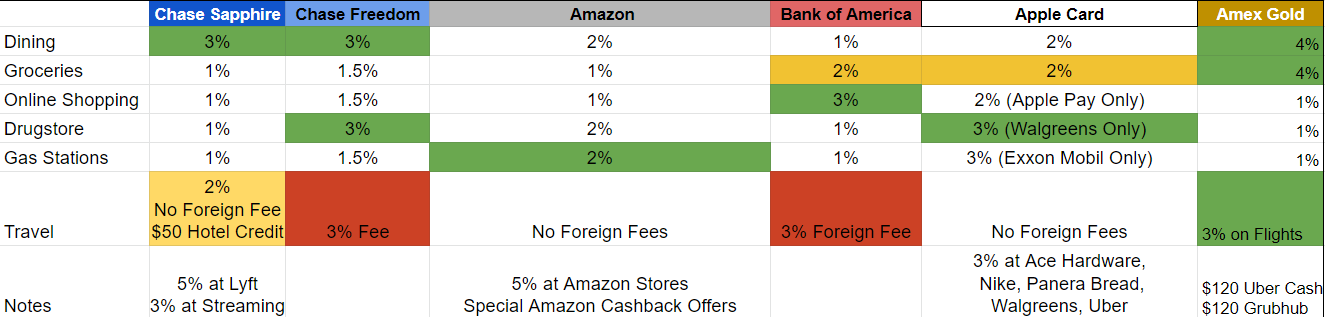 Chase Sapphire Chase Freedom Amazon Bank of America Apple Card Amex Gold
Dining 3% 3% 2% 1% 2% 4%
Groceries 1% 1.5% 1% 2% 2% 4%
Online Shopping 1% 1.5% 1% 3% 2% (Apple Pay Only) 1%
Drugstore 1% 3% 2% 1% 3% (Walgreens Only) 1%
Gas Stations 1% 1.5% 2% 1% 3% (Exxon Mobil Only) 1%
2%
No Foreign Fee
Travel $50 Hotel Credit 3% Fee No Foreign Fees 3% Foreign Fee No Foreign Fees 3% on Flights
3% at Ace Hardware,
5% at Lyft 5% at Amazon Stores Nike, Panera Bread, $120 Uber Cash
Notes 3% at Streaming Special Amazon Cashback Offers Walgreens, Uber $120 Grubhub